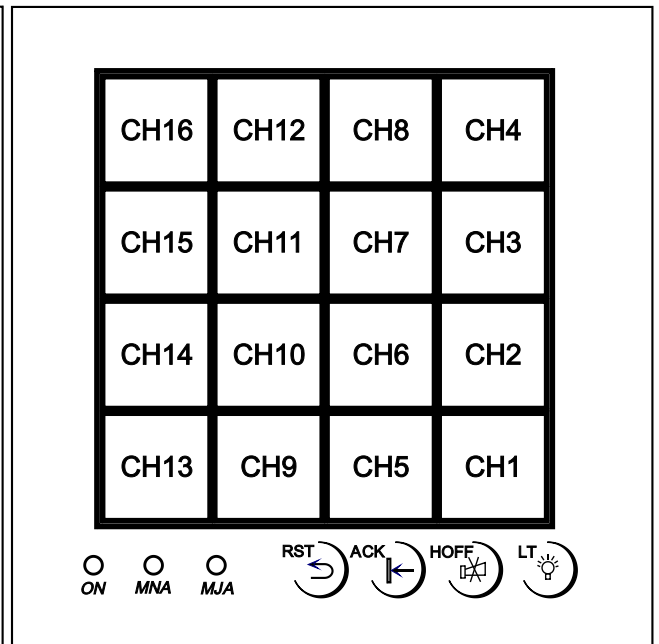 CH16 CH12 CH8 CH4
CH15 CH11 CH7 CH3
CH14 CH10 CH6 CH2
CH13 CH9 CH5 CH1
RST ACK HOFF LT
ON MNA MJA